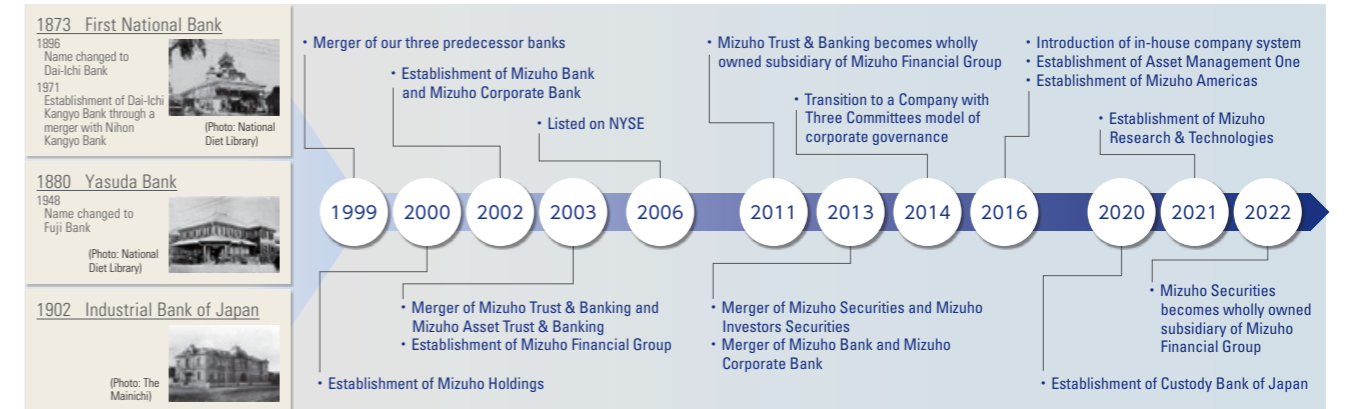 1873 First National Bank
1896
Name changed to
Dai-Ichi Bank
1971
Establishment of Dai-Ichi
Kangyo Bank through a
merger with Nihon
Kangyo Bank
(Photo: National
Diet Library)
1880 Yasuda Bank
1948
Name changed to
Fuji Bank
(Photo: National
Diet Library)
1902 Industrial Bank of Japan
(Photo: The
Mainichi)
• Merger of our three predecessor banks
• Establishment of Mizuho Bank
and Mizuho Corporate Bank
• Listed on NYSE
• Mizuho Trust & Banking becomes wholly
owned subsidiary of Mizuho Financial Group
• Transition to a Company with
Three Committees model of
corporate governance
• Introduction of in-house company system
• Establishment of Asset Management One
• Establishment of Mizuho Americas
• Establishment of Mizuho
Research & Technologies
1999 2000 2002 2003 2006 2011 2013 2014 2016 2020 2021 2022
• Merger of Mizuho Trust & Banking and
Mizuho Asset Trust & Banking
• Establishment of Mizuho Financial Group
• Establishment of Mizuho Holdings
• Merger of Mizuho Securities and Mizuho
Investors Securities
• Merger of Mizuho Bank and Mizuho
Corporate Bank
• Mizuho Securities
becomes wholly owned
subsidiary of Mizuho
Financial Group
• Establishment of Custody Bank of Japan